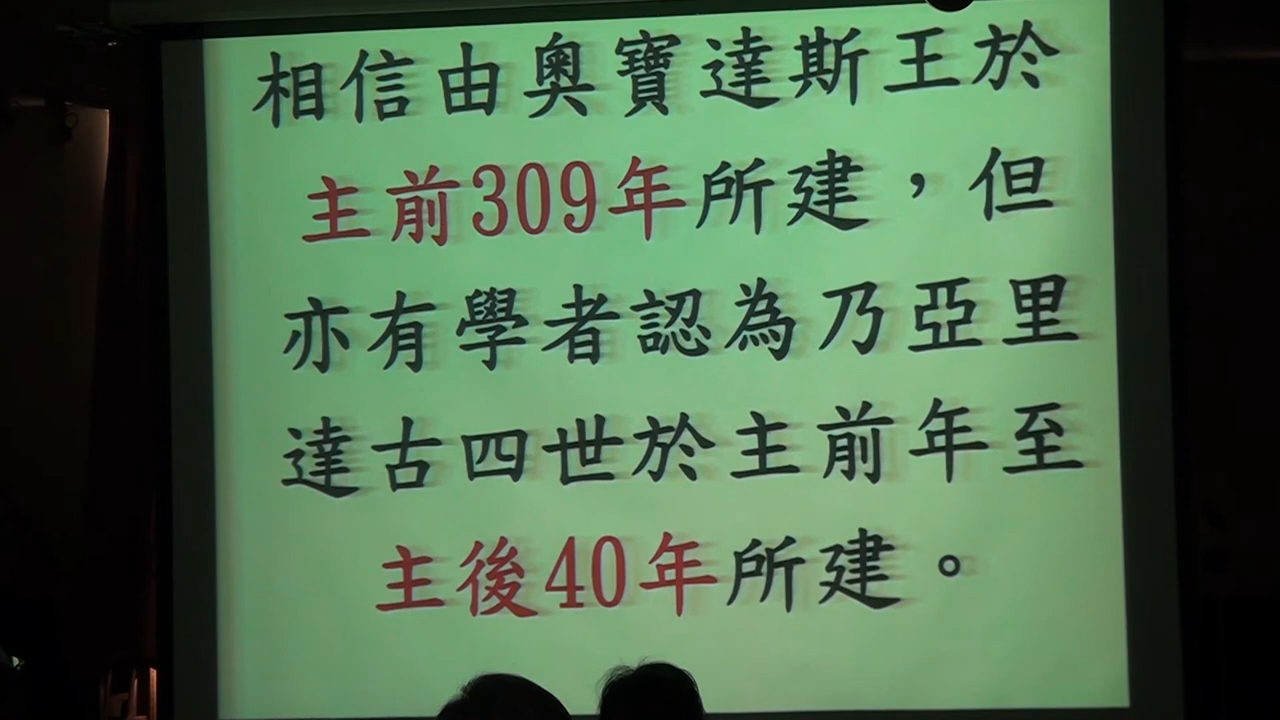 相信由奧寶達斯王於
主前309年所建，但
亦有學者認為乃亞里
達古四世於主前年至
主後40年所建。